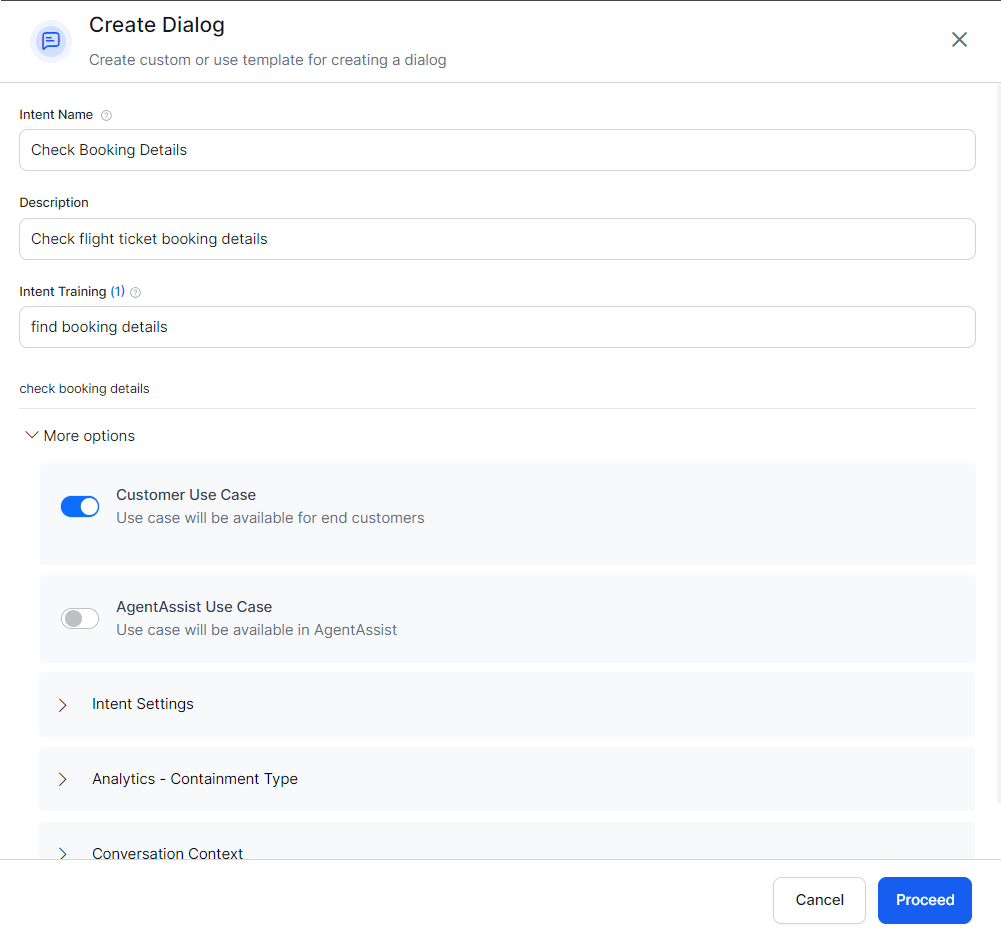 Create Dialog
Create custom or use template for creating a dialog
Intent Name
Check Booking Details
Description
Check flight ticket booking details
Intent Training (1)
find booking details
check booking details
More options
Customer Use Case
Use case will be available for end customers
AgentAssist Use Case
Use case will be available in AgentAssist
Intent Settings
Analytics - Containment Type
Conversation Context
Cancel
Proceed